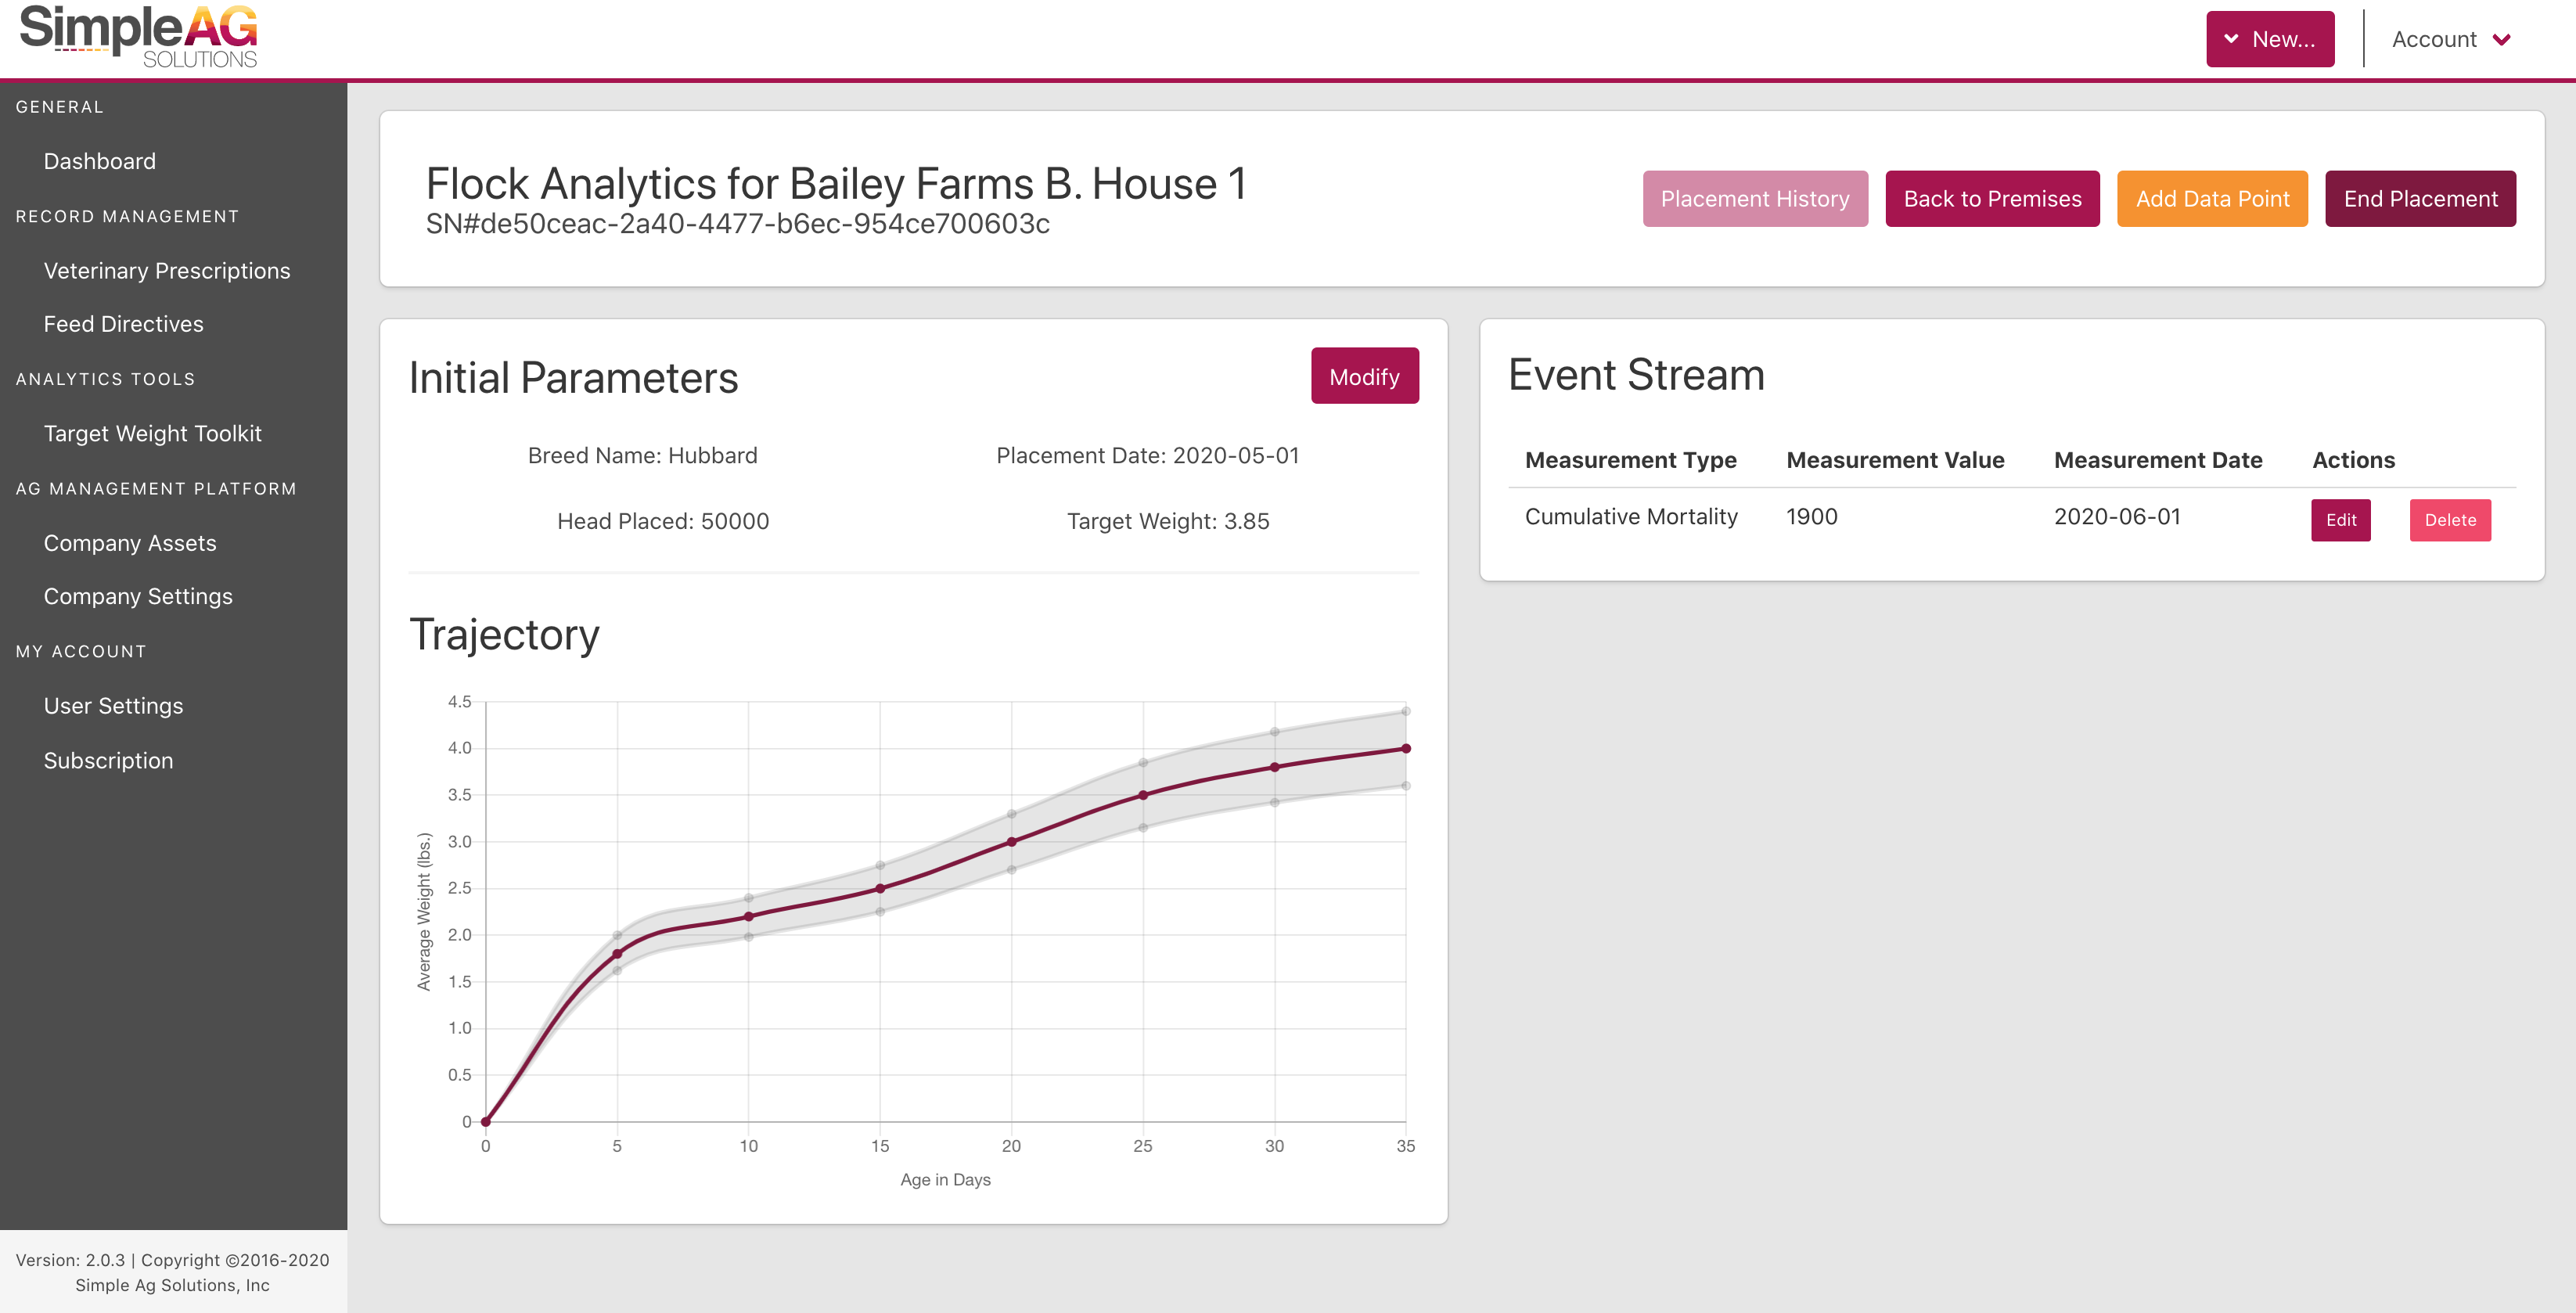 SimpleAG
SOLUTIONS
New...
Account
GENERAL
Dashboard
RECORD MANAGEMENT
Veterinary Prescriptions
Feed Directives
ANALYTICS TOOLS
Target Weight Toolkit
AG MANAGEMENT PLATFORM
Company Assets
Company Settings
MY ACCOUNT
User Settings
Subscription
Version: 2.0.3 | Copyright ©2016-2020
Simple Ag Solutions, Inc
Flock Analytics for Bailey Farms B. House 1
SN#de50ceac-2a40-4477-b6ec-954ce700603c
Placement History
Back to Premises
Add Data Point
End Placement
Initial Parameters
Modify
Breed Name: Hubbard
Placement Date: 2020-05-01
Head Placed: 50000
Target Weight: 3.85
Trajectory
Average Weight (lbs.)
4.5
4.0
3.5
3.0
2.5
2.0
1.5
1.0
0.5
0
0 5 10 15 20 25 30 35
Age in Days
Event Stream
Measurement Type Measurement Value Measurement Date Actions
Cumulative Mortality 1900 2020-06-01 Edit Delete